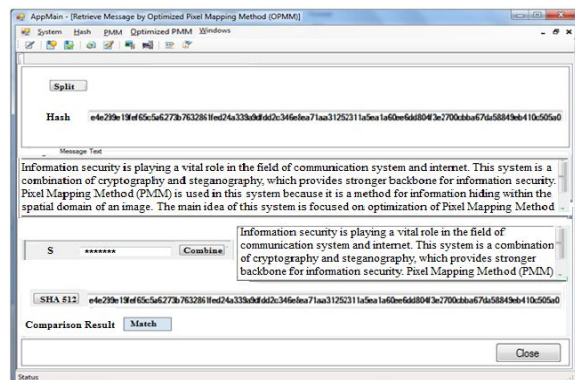 AppMain - [Retrieve Message by Optimized Pixel Mapping Method (OPMM)]
System Hash PMM Optimized PMM Windows
Split
Hash
Message Text
Information security is playing a vital role in the field of communication system and internet. This system is a
combination of cryptography and steganography, which provides stronger backbone for information security.
Pixel Mapping Method (PMM) is used in this system because it is a method for information hiding within the
spatial domain of an image. The main idea of this system is focused on optimization of Pixel Mapping Method
S ******* Combine
Information security is playing a vital role in the field of
communication system and internet. This system is a combination
of cryptography and steganography, which provides stronger
backbone for information security. Pixel Mapping Method (PMM)
SHA 512
Comparison Result Match
Close
Status